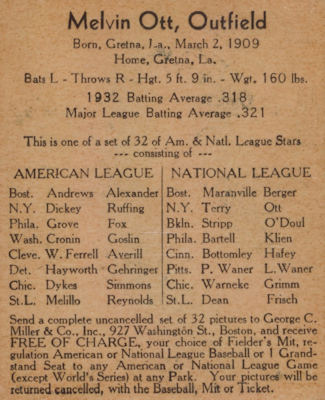 Melvin Ott, Outfield
Born, Gretna, La., March 2, 1909
Home, Gretna, La.
Bats L - Throws R - Hgt. 5 ft. 9 in. - Wgt. 160 lbs.
1932 Batting Average .318
Major League Batting Average .321
This is one of a set of 32 of Am. & Natl. League Stars
--- consisting of ---
AMERICAN LEAGUE | NATIONAL LEAGUE
Bost. Andrews Alexander | Bost. Maranville Berger
N.Y. Dickey Ruffing | N.Y. Terry Ott
Phila. Grove Fox | Bkln. Stripp O'Doul
Wash. Cronin Goslin | Phila. Bartell Klien
Cleve. W. Ferrell Averill | Cinn. Bottomley Hafey
Det. Hayworth Gehringer | Pitts. P. Waner L.Waner
Chic. Dykes Simmons | Chic. Warneke Grimm
St.L. Melillo Reynolds | St.L. Dean Frisch
Send a complete uncancelled set of 32 pictures to George C.
Miller & Co., Inc., 927 Washington St., Boston, and receive
FREE OF CHARGE, your choice of Fielder's Mit, re-
gulation American or National League Baseball or 1 Grand-
stand Seat to any American or National League Game
(except World's Series) at any Park. Your pictures will be
returned cancelled, with the Baseball, Mit or Ticket.